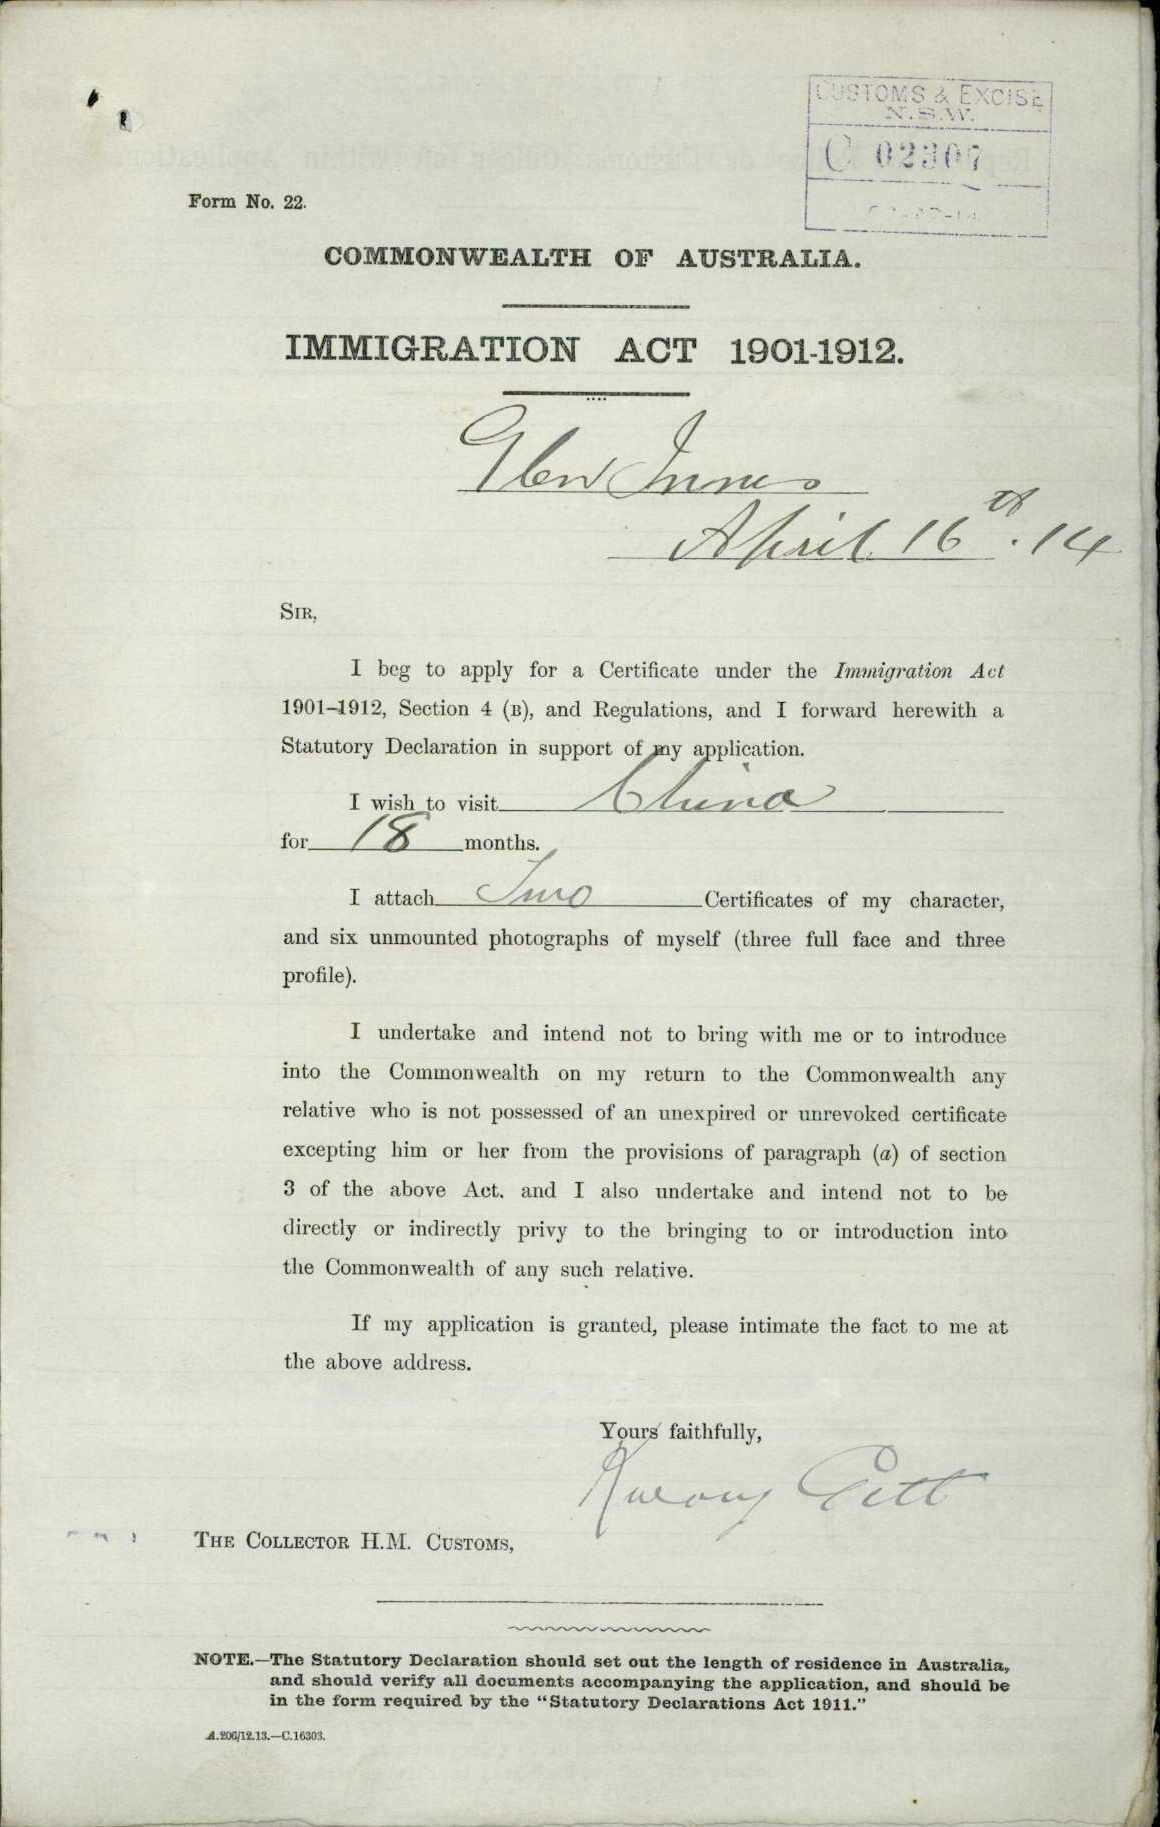 CUSTOMS & EXCISE
N.S.W.
C 02307
Form No. 22.
COMMONWEALTH OF AUSTRALIA.
IMMIGRATION ACT 1901-1912.
Glen Innes
April 16th. 14
SIR,
I beg to apply for a Certificate under the Immigration Act
1901–1912, Section 4 (B), and Regulations, and I forward herewith a
Statutory Declaration in support of my application.
I wish to visit China
for 18 months.
I attach Two Certificates of my character,
and six unmounted photographs of myself (three full face and three
profile).
I undertake and intend not to bring with me or to introduce
into the Commonwealth on my return to the Commonwealth any
relative who is not possessed of an unexpired or unrevoked certificate
excepting him or her from the provisions of paragraph (a) of section
3 of the above Act. and I also undertake and intend not to be
directly or indirectly privy to the bringing to or introduction into
the Commonwealth of any such relative.
If my application is granted, please intimate the fact to me at
the above address.
Yours faithfully,
Kwong
THE COLLECTOR H.M. CUSTOMS,
NOTE.—The Statutory Declaration should set out the length of residence in Australia,
and should verify all documents accompanying the application, and should be
in the form required by the "Statutory Declarations Act 1911."
A.206/12.13.—C.16303.